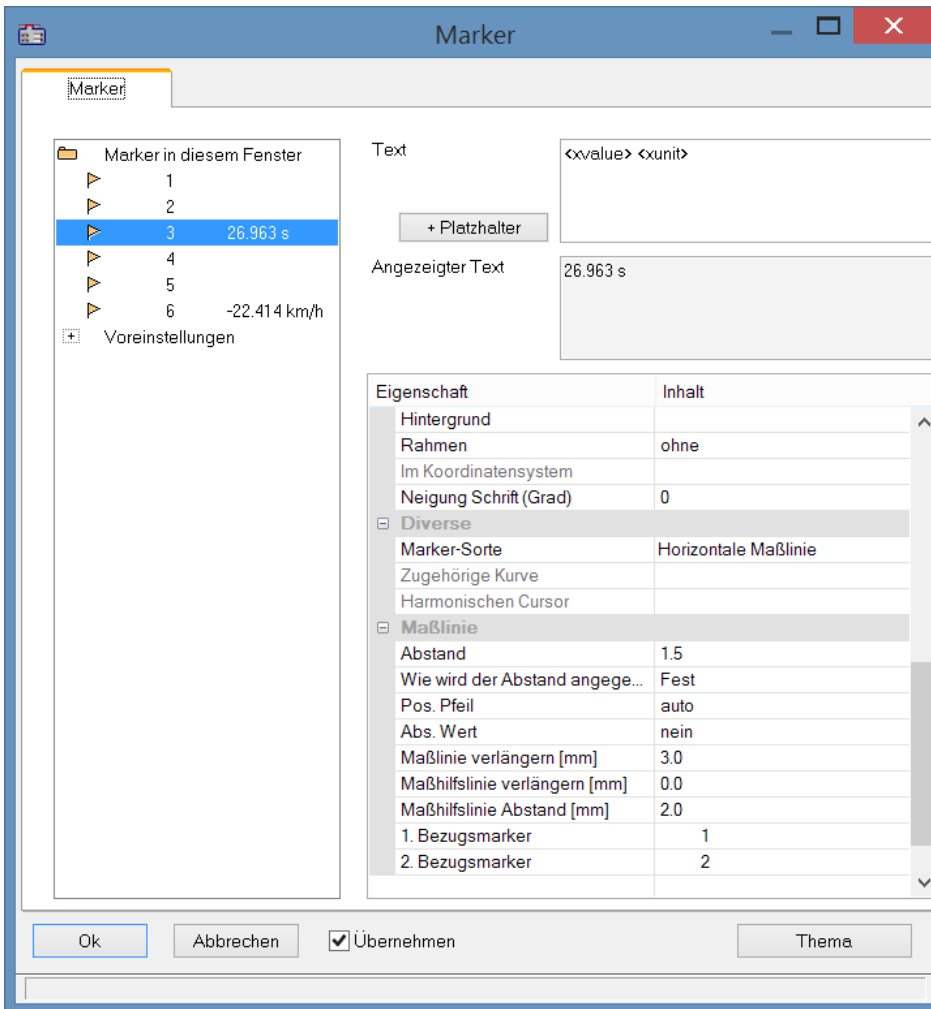 Marker
Marker
Marker in diesem Fenster
1
2
3 26.963 s
4
5
6 -22.414 km/h
Voreinstellungen
Text
<xvalue> <xunit>
+ Platzhalter
Angezeigter Text
26.963 s
Eigenschaft Inhalt
Hintergrund
Rahmen ohne
Im Koordinatensystem
Neigung Schrift (Grad) 0
Diverse
Marker-Sorte Horizontale Maßlinie
Zugehörige Kurve
Harmonischen Cursor
Maßlinie
Abstand 1.5
Wie wird der Abstand angege... Fest
Pos. Pfeil auto
Abs. Wert nein
Maßlinie verlängern [mm] 3.0
Maßhilfslinie verlängern [mm] 0.0
Maßhilfslinie Abstand [mm] 2.0
1. Bezugsmarker 1
2. Bezugsmarker 2
Ok Abbrechen Übernehmen Thema